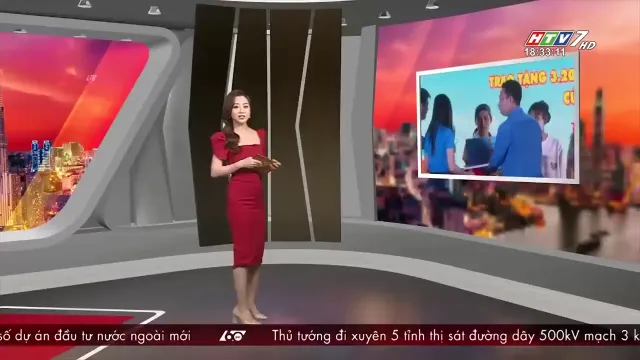 HTV7 HD
18:33:11
TRAO TẶNG 3.20
số dự án đầu tư nước ngoài mới
60
Thủ tướng đi xuyên 5 tỉnh thị sát đường dây 500kV mạch 3 k